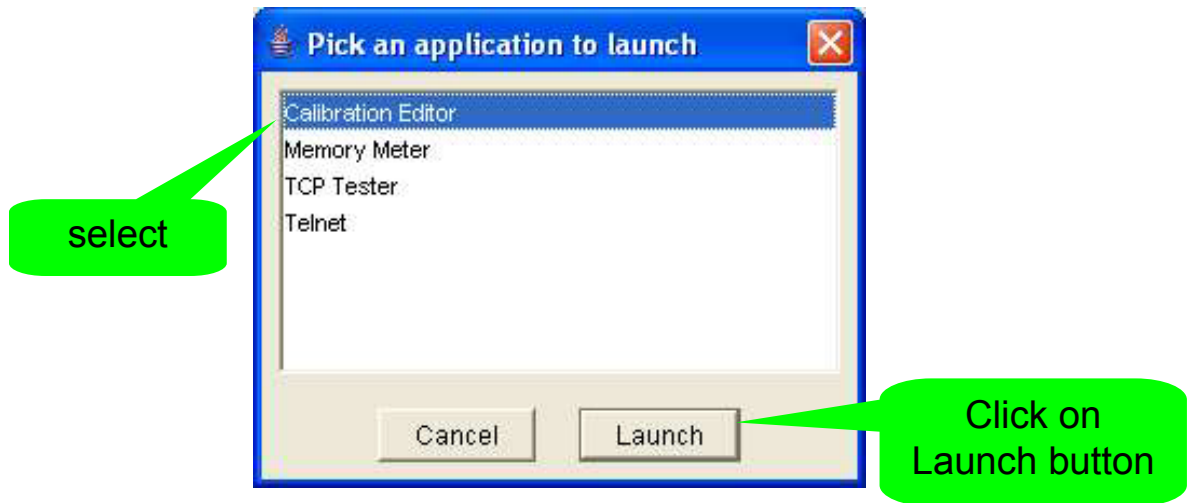 Pick an application to launch
Calibration Editor
Memory Meter
TCP Tester
Telnet
select
Cancel
Launch
Click on
Launch button